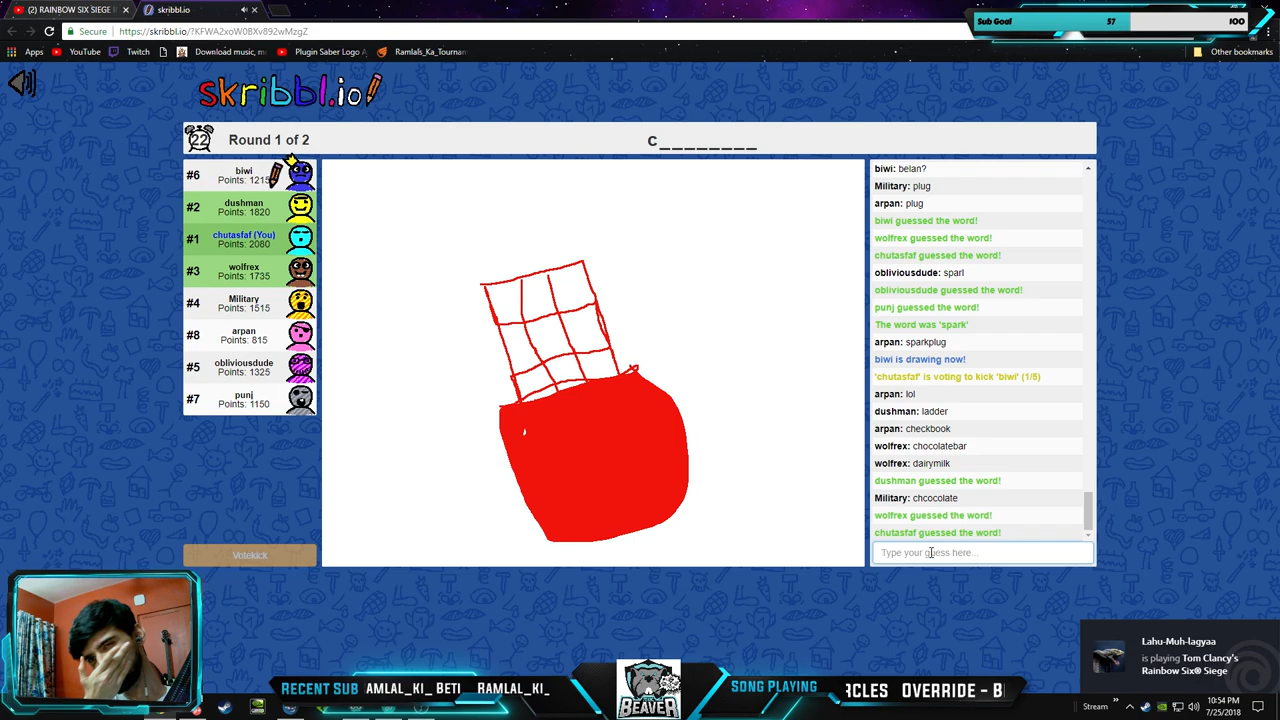 (2) RAINBOW SIX SIEGE
skribbl.io
Sub Goal
57
100
Secure
https://skribbl.io/?KFWA2xoW0BXv892wMzgZ
Apps
YouTube
Twitch
Download music, m
Plugin Saber Logo A
Ramlals_Ka_Tournam
Other bookmarks
skribbl.io
22
Round 1 of 2
C________
#6
biwi
Points: 1215
#2
dushman
Points: 1820
#1
Points: 2080
#3
wolfrex
Points: 1735
#4
Military
Points: 1515
#8
arpan
Points: 815
#5
obliviousdude
Points: 1325
#7
punj
Points: 1150
Votekick
biwi: belan?
Military: plug
arpan: plug
biwi guessed the word!
wolfrex guessed the word!
chutasfaf guessed the word!
obliviousdude: sparl
obliviousdude guessed the word!
punj guessed the word!
The word was 'spark'
arpan: sparkplug
biwi is drawing now!
'chutasfaf' is voting to kick 'biwi' (1/5)
arpan: lol
dushman: ladder
arpan: checkbook
wolfrex: chocolatebar
wolfrex: dairymilk
dushman guessed the word!
Military: chcocolate
wolfrex guessed the word!
chutasfaf guessed the word!
Type your guess here...
RECENT SUB
AMLAL_KI_ BETI
RAMLAL_KI_
BEAVER
SONG PLAYING
ACLES
OVERRIDE - B
Lahu-Muh-lagyaa
is playing Tom Clancy's
Rainbow Six® Siege
Stream
10:54 PM
7/25/2018